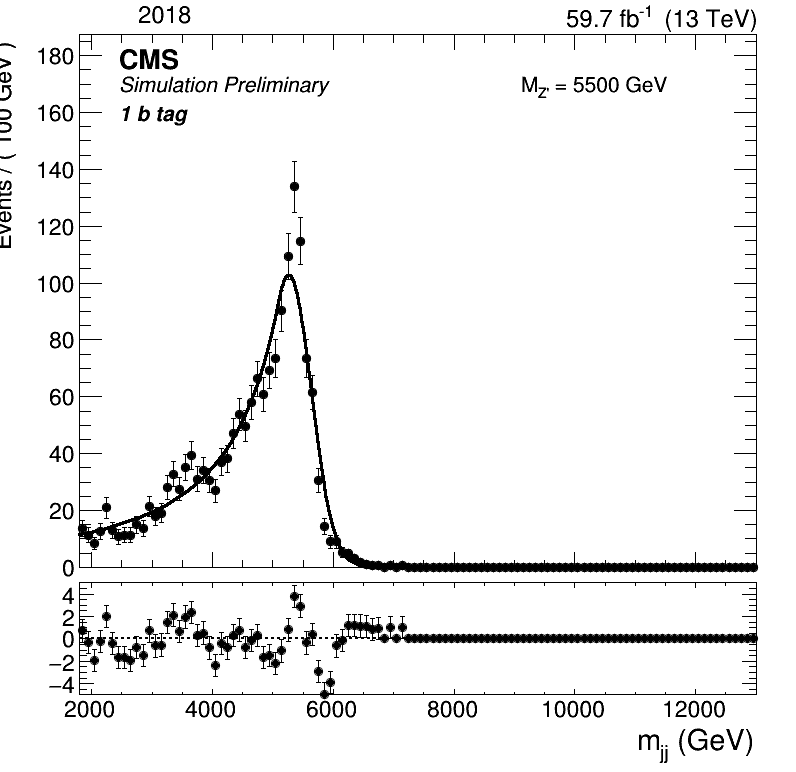 2018
59.7 fb⁻¹ (13 TeV)
CMS
Simulation Preliminary
1 b tag
M_Z' = 5500 GeV
Events / ( 100 GeV )
180
160
140
120
100
80
60
40
20
0
4
2
0
−2
−4
2000 4000 6000 8000 10000 12000
m_jj (GeV)